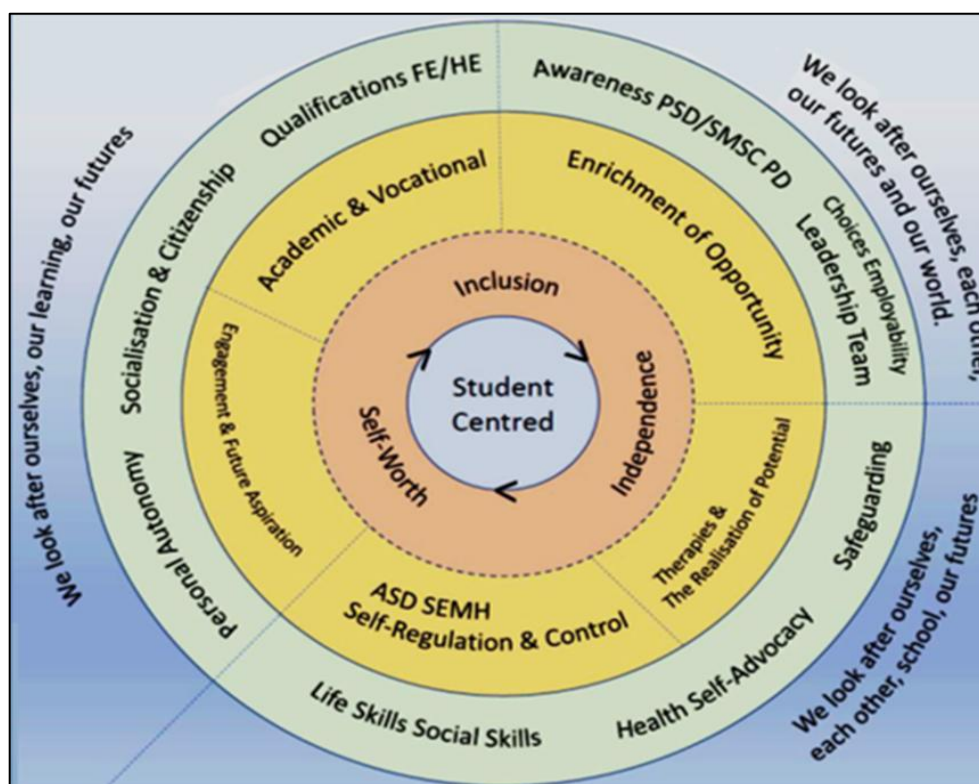 Student
Centred
Inclusion
Independence
Self-Worth
Academic & Vocational
Enrichment of Opportunity
Therapies &
The Realisation of Potential
ASD SEMH
Self-Regulation & Control
Engagement & Future Aspiration
Qualifications FE/HE
Awareness PSD/SMSC PD
Choices Employability
Leadership Team
Safeguarding
Health Self-Advocacy
Life Skills Social Skills
Personal Autonomy
Socialisation & Citizenship
We look after ourselves, our learning, our futures
We look after ourselves, each other,
our futures and our world.
We look after ourselves,
each other, school, our futures